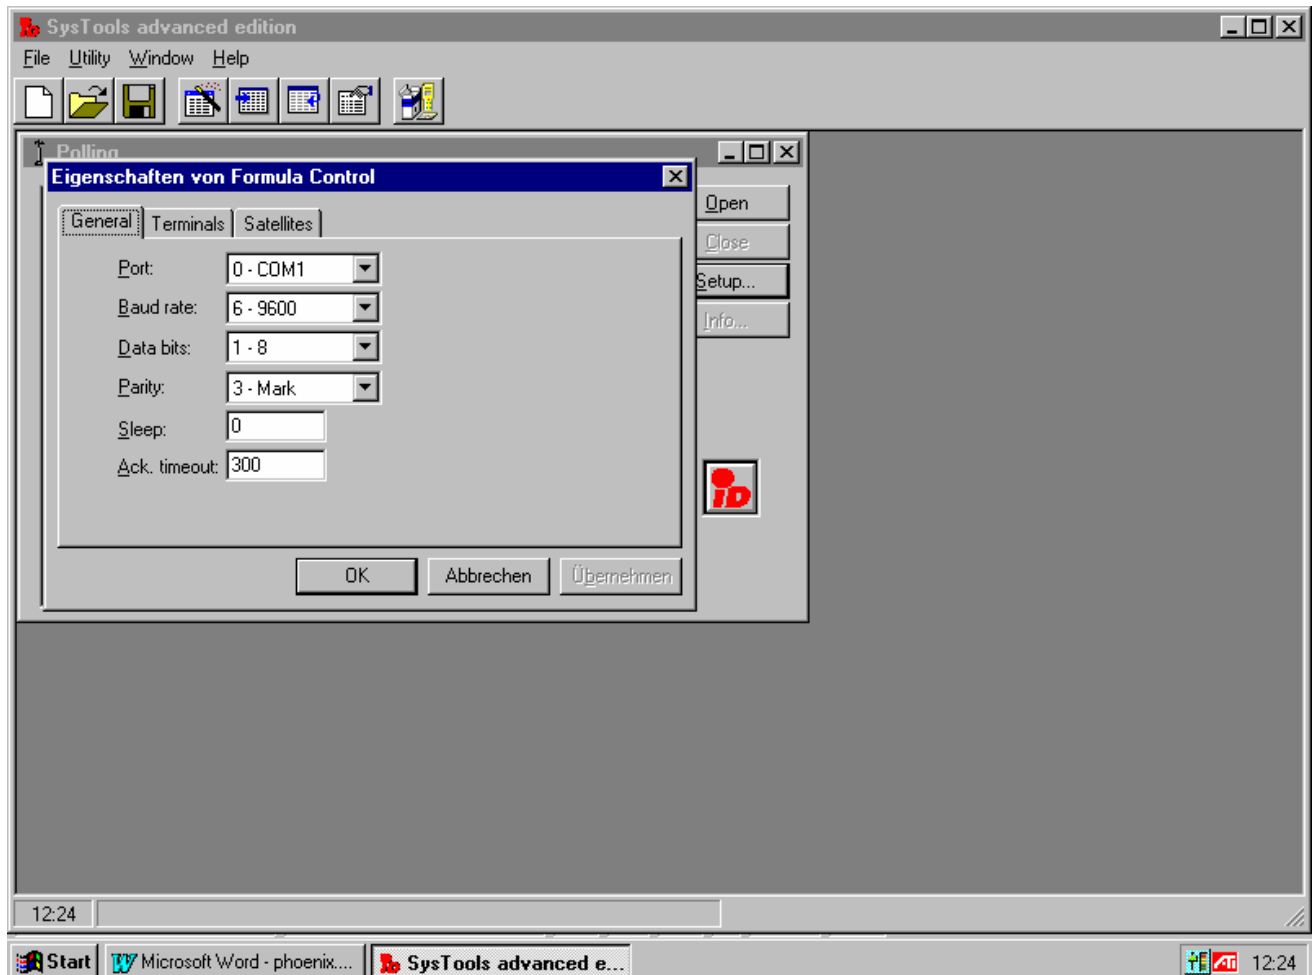 SysTools advanced edition
File Utility Window Help
Polling
Eigenschaften von Formula Control
General Terminals Satellites
Port: 0 - COM1
Baud rate: 6 - 9600
Data bits: 1 - 8
Parity: 3 - Mark
Sleep: 0
Ack. timeout: 300
OK Abbrechen Übernehmen
Open
Close
Setup...
Info...
iD
12:24
Start Microsoft Word - phoenix.... SysTools advanced e... ATI 12:24